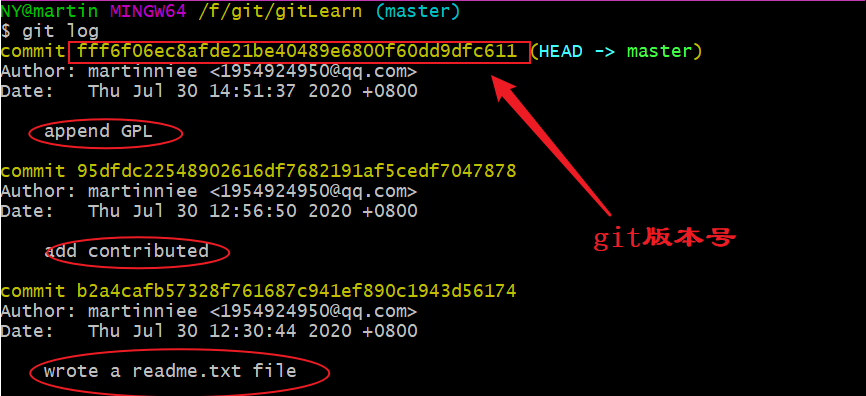 NY@martin MINGW64 /f/git/gitLearn (master)
$ git log
commit fff6f06ec8afde21be40489e6800f60dd9dfc611 (HEAD -> master)
Author: martinniee <1954924950@qq.com>
Date:   Thu Jul 30 14:51:37 2020 +0800
append GPL
commit 95dfdc22548902616df7682191af5cedf7047878
Author: martinniee <1954924950@qq.com>
Date:   Thu Jul 30 12:56:50 2020 +0800
git版本号
add contributed
commit b2a4cafb57328f761687c941ef890c1943d56174
Author: martinniee <1954924950@qq.com>
Date:   Thu Jul 30 12:30:44 2020 +0800
wrote a readme.txt file